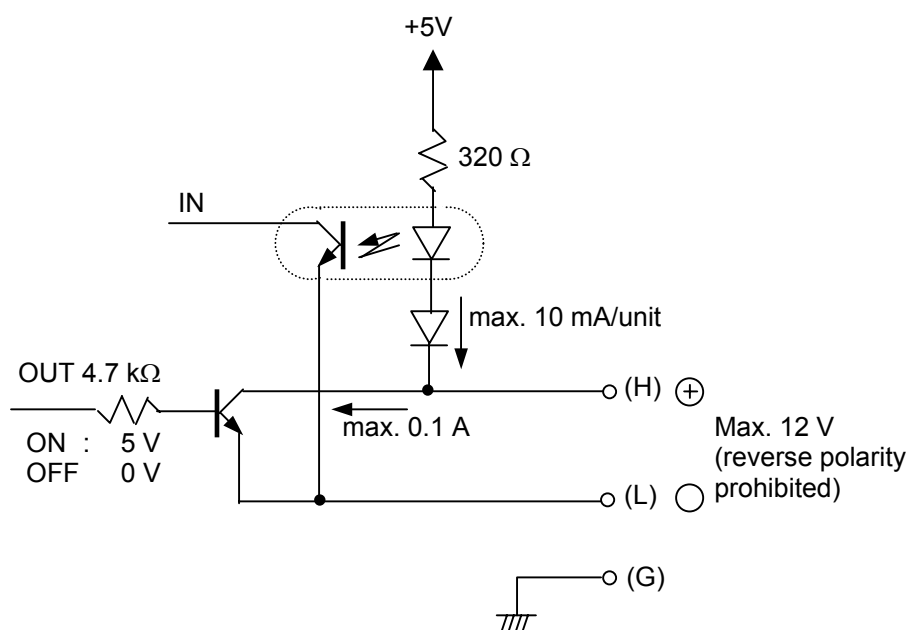 +5V
320 Ω
IN
max. 10 mA/unit
OUT 4.7 kΩ
(H) +
max. 0.1 A
ON : 5 V
OFF 0 V
Max. 12 V
(reverse polarity
prohibited)
(L)
(G)